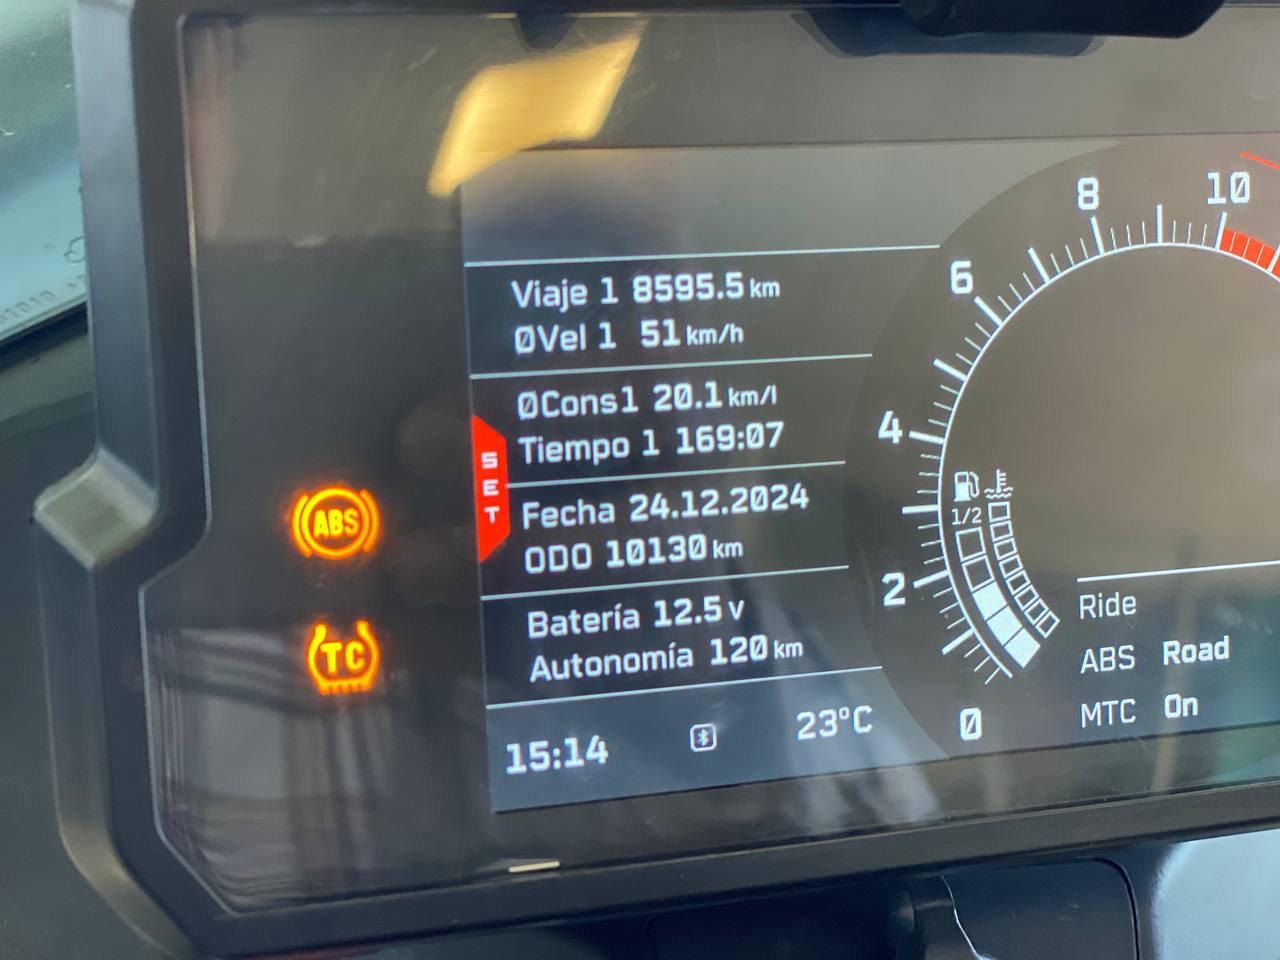 Viaje 1 8595.5 km
ØVel 1 51 km/h
ØCons1 20.1 km/l
Tiempo 1 169:07
SET
Fecha 24.12.2024
ODO 10130 km
Batería 12.5 v
Autonomía 120 km
15:14
23°C
ABS
TC
0
2
4
6
8
10
1/2
Ride
ABS Road
MTC On